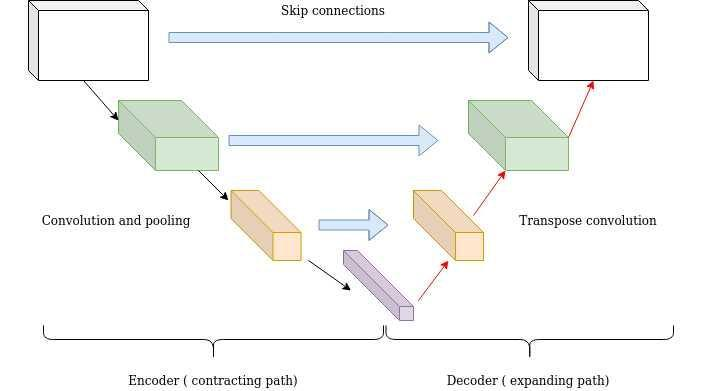 Skip connections
Convolution and pooling
Transpose convolution
Encoder ( contracting path)
Decoder ( expanding path)